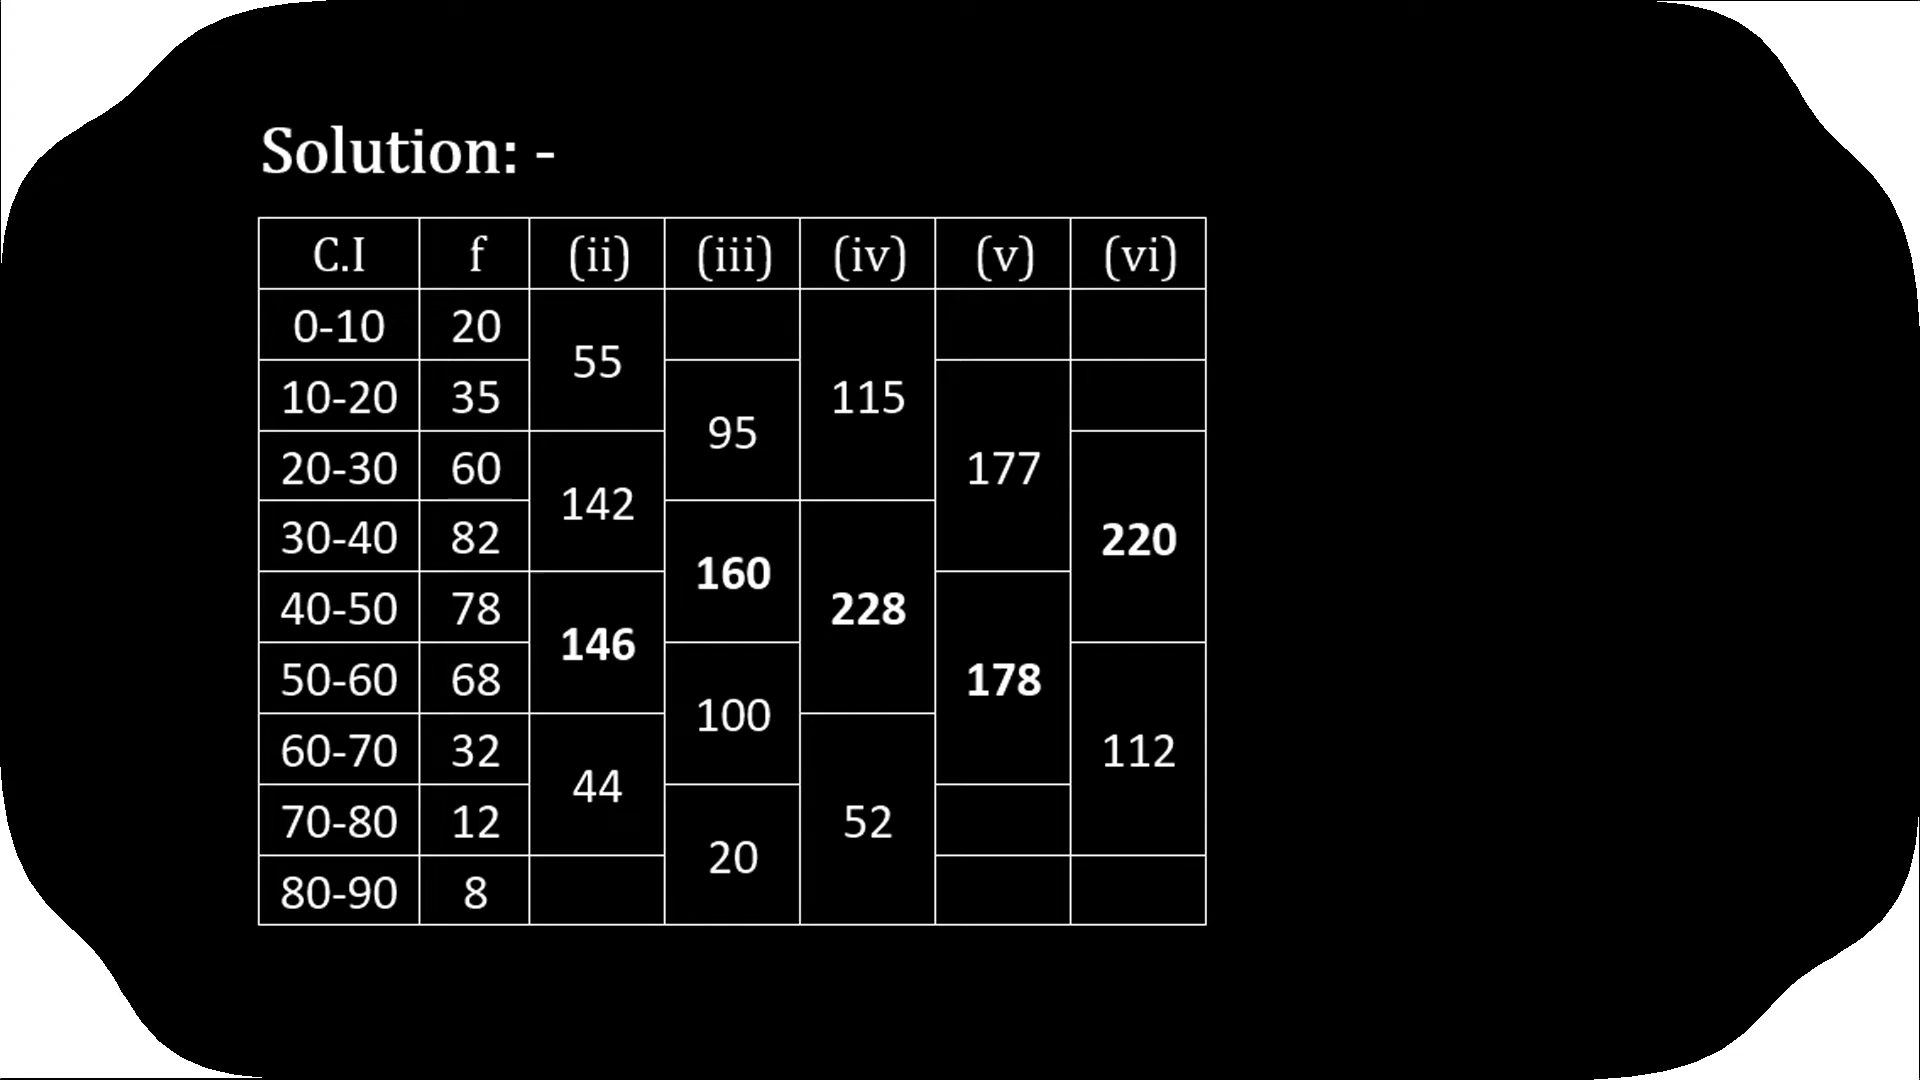 Solution: -
C.I f (ii) (iii) (iv) (v) (vi)
0-10 20
55
10-20 35 115
95
20-30 60 177
142
30-40 82 220
160
40-50 78 228
146
50-60 68 178
100
60-70 32 112
44
70-80 12 52
20
80-90 8